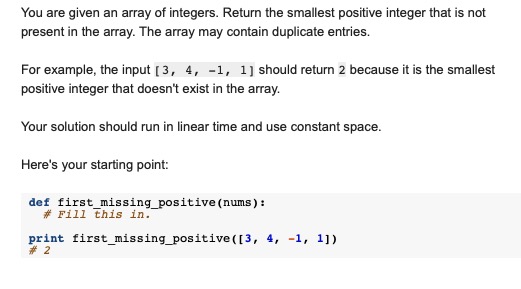 You are given an array of integers. Return the smallest positive integer that is not
present in the array. The array may contain duplicate entries.
For example, the input [3, 4, -1, 1] should return 2 because it is the smallest
positive integer that doesn't exist in the array.
Your solution should run in linear time and use constant space.
Here's your starting point:
def first_missing_positive(nums):
  # Fill this in.
print first_missing_positive([3, 4, -1, 1])
# 2